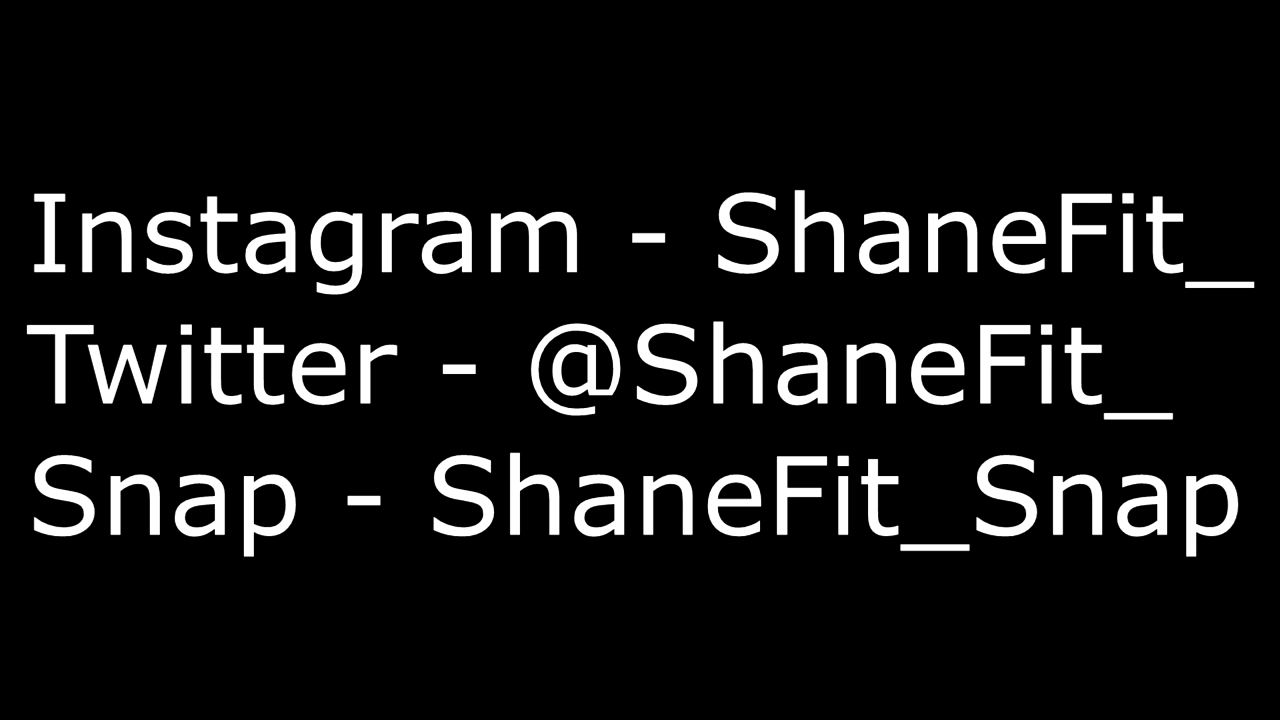 Instagram - ShaneFit_
Twitter - @ShaneFit_
Snap - ShaneFit_Snap